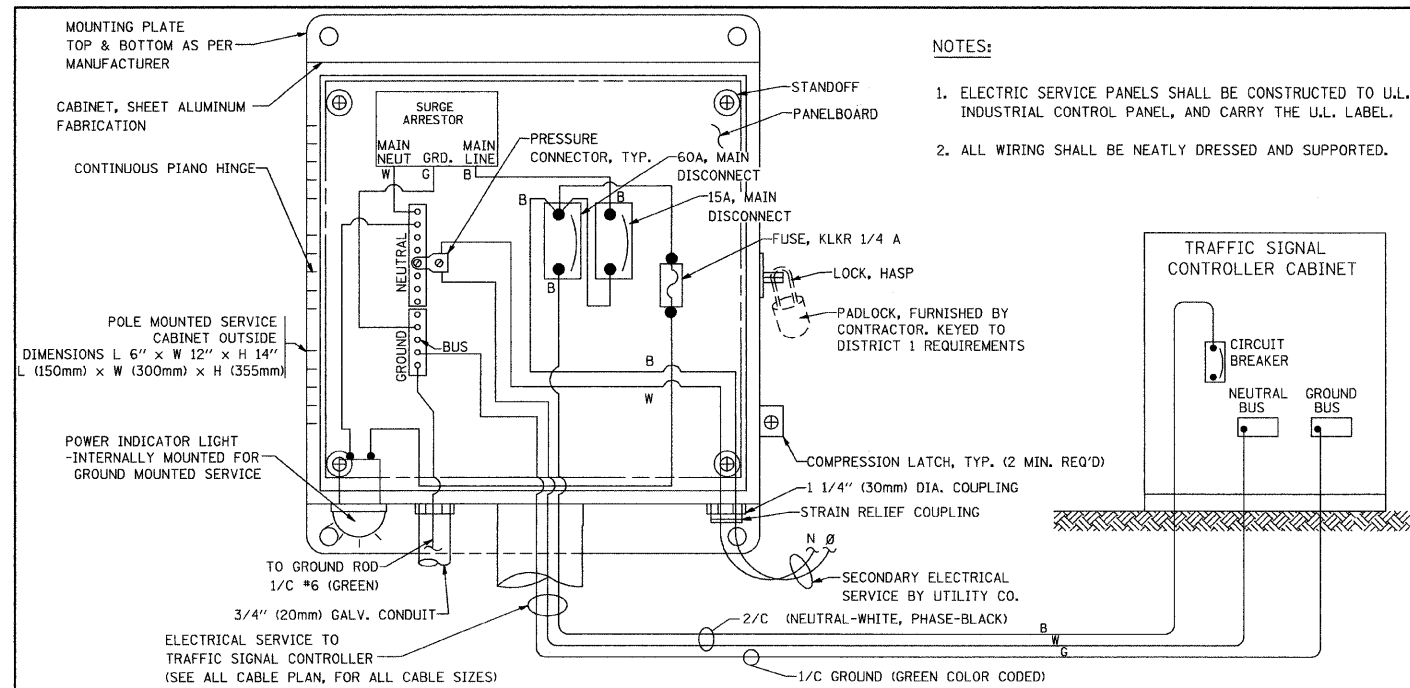 MOUNTING PLATE
TOP & BOTTOM AS PER
MANUFACTURER
CABINET, SHEET ALUMINUM
FABRICATION
CONTINUOUS PIANO HINGE
POLE MOUNTED SERVICE
CABINET OUTSIDE
DIMENSIONS L 6" x W 12" x H 14"
L (150mm) x W (300mm) x H (355mm)
POWER INDICATOR LIGHT
-INTERNALLY MOUNTED FOR
GROUND MOUNTED SERVICE
SURGE
ARRESTOR
MAIN
NEUT
GRD.
MAIN
LINE
W
G
B
NEUTRAL
GROUND
BUS
PRESSURE
CONNECTOR, TYP.
60A, MAIN
DISCONNECT
15A, MAIN
DISCONNECT
B
B
B
B
W
STANDOFF
PANELBOARD
FUSE, KLKR 1/4 A
LOCK, HASP
PADLOCK, FURNISHED BY
CONTRACTOR. KEYED TO
DISTRICT 1 REQUIREMENTS
COMPRESSION LATCH, TYP. (2 MIN. REQ'D)
1 1/4" (30mm) DIA. COUPLING
STRAIN RELIEF COUPLING
N Ø
SECONDARY ELECTRICAL
SERVICE BY UTILITY CO.
TO GROUND ROD
1/C #6 (GREEN)
3/4" (20mm) GALV. CONDUIT
ELECTRICAL SERVICE TO
TRAFFIC SIGNAL CONTROLLER
(SEE ALL CABLE PLAN, FOR ALL CABLE SIZES)
2/C (NEUTRAL-WHITE, PHASE-BLACK)
B
W
G
1/C GROUND (GREEN COLOR CODED)
NOTES:
1. ELECTRIC SERVICE PANELS SHALL BE CONSTRUCTED TO U.L.
INDUSTRIAL CONTROL PANEL, AND CARRY THE U.L. LABEL.
2. ALL WIRING SHALL BE NEATLY DRESSED AND SUPPORTED.
TRAFFIC SIGNAL
CONTROLLER CABINET
CIRCUIT
BREAKER
NEUTRAL
BUS
GROUND
BUS